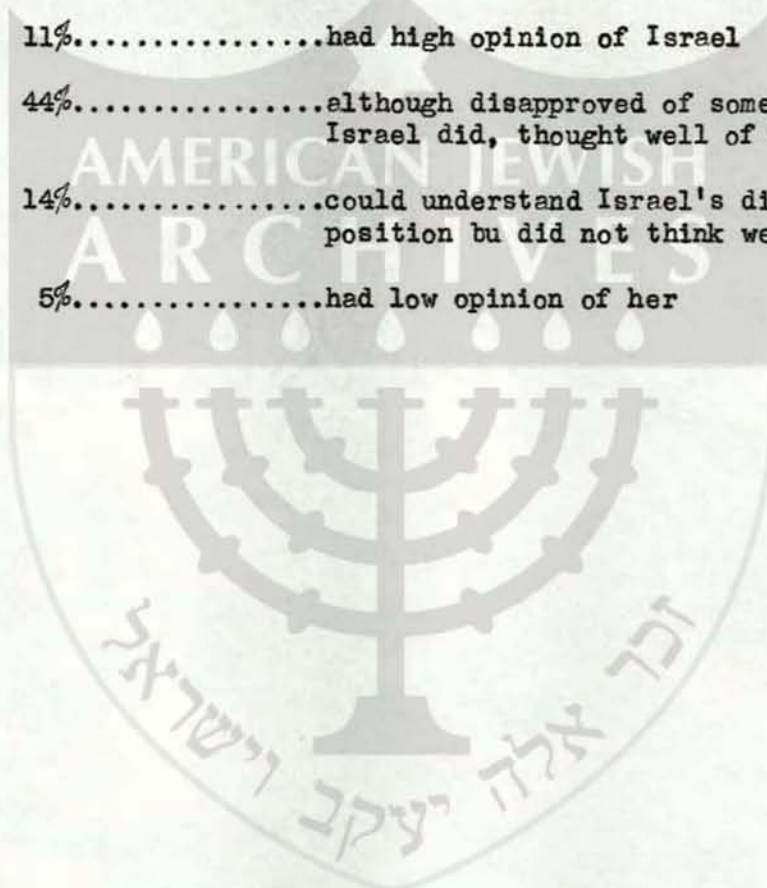 11%.................had high opinion of Israel
44%.................although disapproved of some
Israel did, thought well of
AMERICAN JEWISH
14%.................could understand Israel's
position bu did not think
ARCHIVES
5%.................had low opinion of her
זכר אלה יעקב וישראל